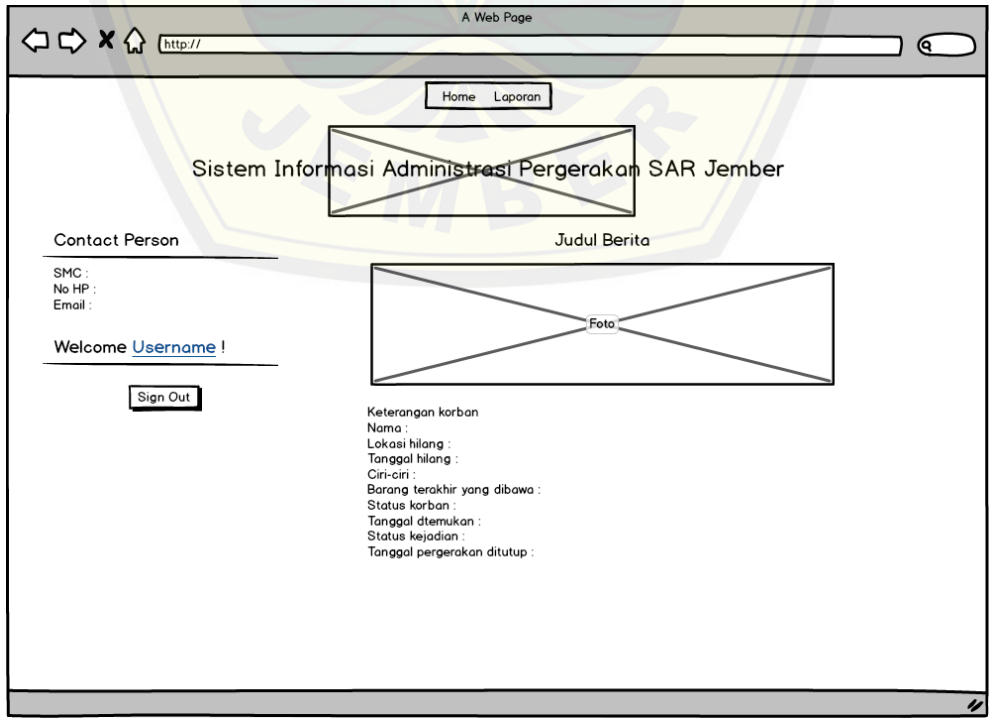 A Web Page
http://
Home Laporan
Sistem Informasi Administrasi Pergerakan SAR Jember
Contact Person
SMC :
No HP :
Email :
Welcome Username !
Sign Out
Judul Berita
Foto
Keterangan korban
Nama :
Lokasi hilang :
Tanggal hilang :
Ciri-ciri :
Barang terakhir yang dibawa :
Status korban :
Tanggal dtemukan :
Status kejadian :
Tanggal pergerakan ditutup :
JEMBER